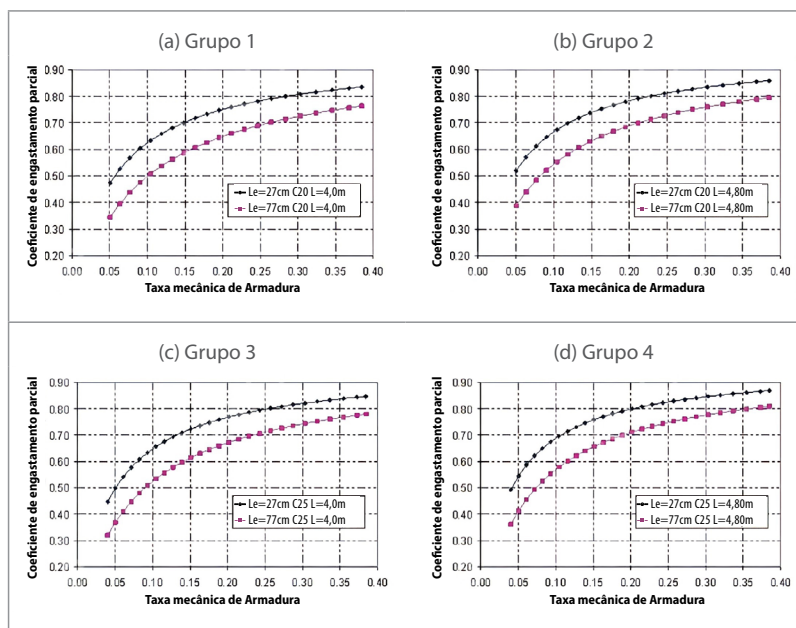 (a) Grupo 1
Coeficiente de engastamento parcial
0.90
0.80
0.70
0.60
0.50
0.40
0.30
0.20
Le=27cm C20 L=4,0m
Le=77cm C20 L=4,0m
0.00 0.05 0.10 0.15 0.20 0.25 0.30 0.35 0.40
Taxa mecânica de Armadura
(b) Grupo 2
Coeficiente de engastamento parcial
0.90
0.80
0.70
0.60
0.50
0.40
0.30
0.20
Le=27cm C20 L=4,80m
Le=77cm C20 L=4,80m
0.00 0.05 0.10 0.15 0.20 0.25 0.30 0.35 0.40
Taxa mecânica de Armadura
(c) Grupo 3
Coeficiente de engastamento parcial
0.90
0.80
0.70
0.60
0.50
0.40
0.30
0.20
Le=27cm C25 L=4,0m
Le=77cm C25 L=4,0m
0.00 0.05 0.10 0.15 0.20 0.25 0.30 0.35 0.40
Taxa mecânica de Armadura
(d) Grupo 4
Coeficiente de engastamento parcial
0.90
0.80
0.70
0.60
0.50
0.40
0.30
0.20
Le=27cm C25 L=4,80m
Le=77cm C25 L=4,80m
0.00 0.05 0.10 0.15 0.20 0.25 0.30 0.35 0.40
Taxa mecânica de Armadura